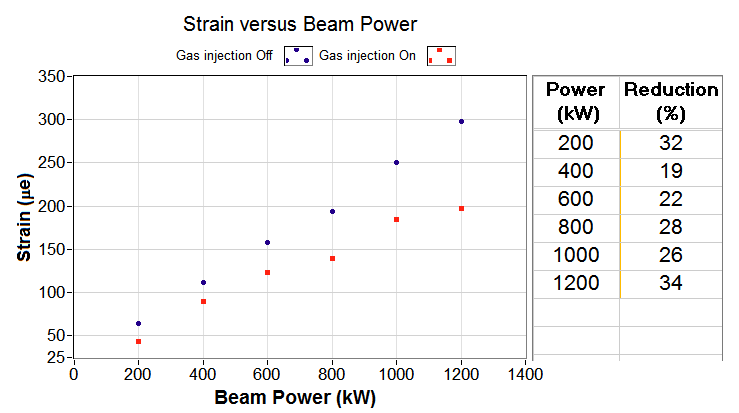 Strain versus Beam Power
Gas injection Off Gas injection On
350
300
250
200
150
100
50
25
Strain (µe)
0 200 400 600 800 1000 1200 1400
Beam Power (kW)
Power Reduction
(kW) (%)
200 32
400 19
600 22
800 28
1000 26
1200 34